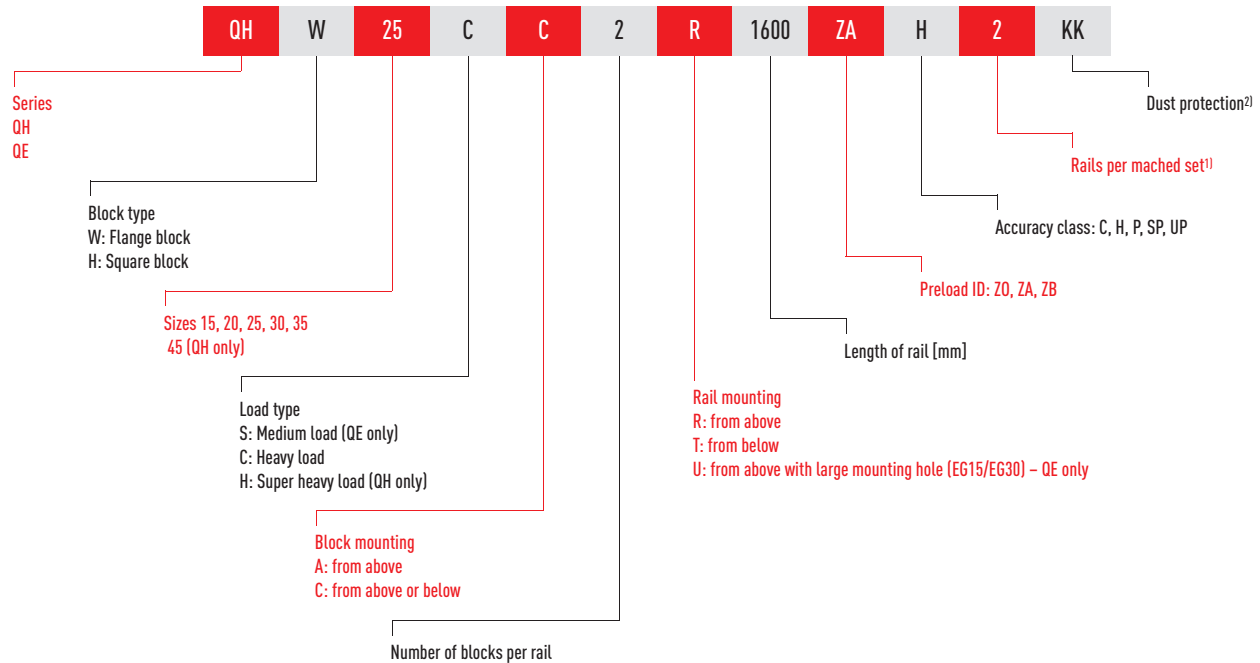 QH W 25 C C 2 R 1600 ZA H 2 KK
Series
QH
QE
Dust protection²⁾
Rails per mached set¹⁾
Block type
W: Flange block
H: Square block
Accuracy class: C, H, P, SP, UP
Preload ID: Z0, ZA, ZB
Sizes 15, 20, 25, 30, 35
45 (QH only)
Length of rail [mm]
Load type
S: Medium load (QE only)
C: Heavy load
H: Super heavy load (QH only)
Rail mounting
R: from above
T: from below
U: from above with large mounting hole (EG15/EG30) – QE only
Block mounting
A: from above
C: from above or below
Number of blocks per rail